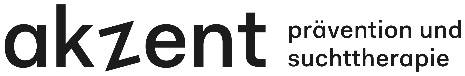 akzent
prävention und
suchttherapie